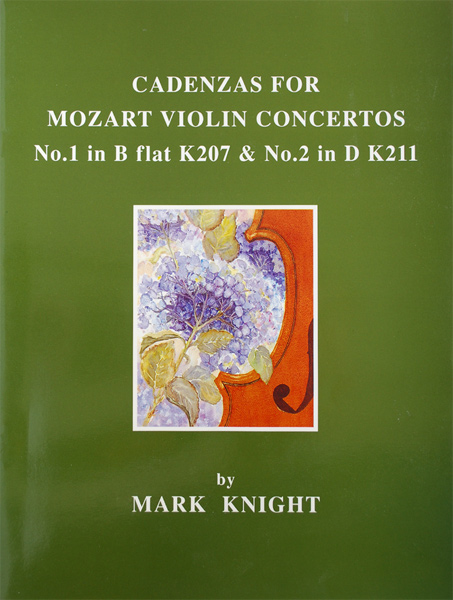 CADENZAS FOR
MOZART VIOLIN CONCERTOS
No.1 in B flat K207 & No.2 in D K211
by
MARK KNIGHT